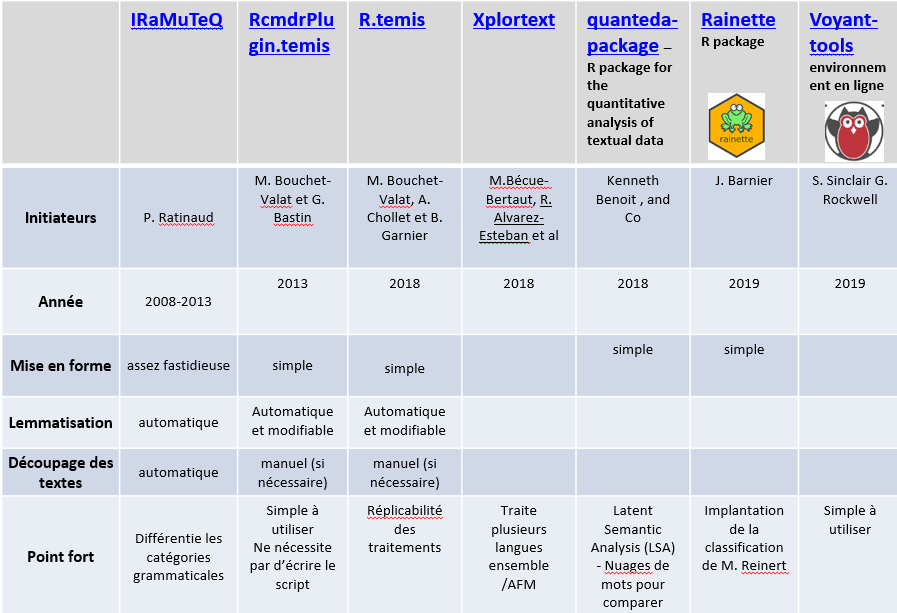 IRaMuTeQ
RcmdrPlu
gin.temis
R.temis
Xplortext
quanteda-
package –
R package for
the
quantitative
analysis of
textual data
Rainette
R package
rainette
Voyant-
tools
environnem
ent en ligne
Initiateurs
P. Ratinaud
M. Bouchet-
Valat et G.
Bastin
M. Bouchet-
Valat, A.
Chollet et B.
Garnier
M.Bécue-
Bertaut, R.
Alvarez-
Esteban et al
Kenneth
Benoit , and
Co
J. Barnier
S. Sinclair G.
Rockwell
Année
2008-2013
2013
2018
2018
2018
2019
2019
Mise en forme
assez fastidieuse
simple
simple
simple
simple
Lemmatisation
automatique
Automatique
et modifiable
Automatique
et modifiable
Découpage des
textes
automatique
manuel (si
nécessaire)
manuel (si
nécessaire)
Point fort
Différentie les
catégories
grammaticales
Simple à
utiliser
Ne nécessite
par d’écrire le
script
Réplicabilité
des
traitements
Traite
plusieurs
langues
ensemble
/AFM
Latent
Semantic
Analysis (LSA)
- Nuages de
mots pour
comparer
Implantation
de la
classification
de M. Reinert
Simple à
utiliser